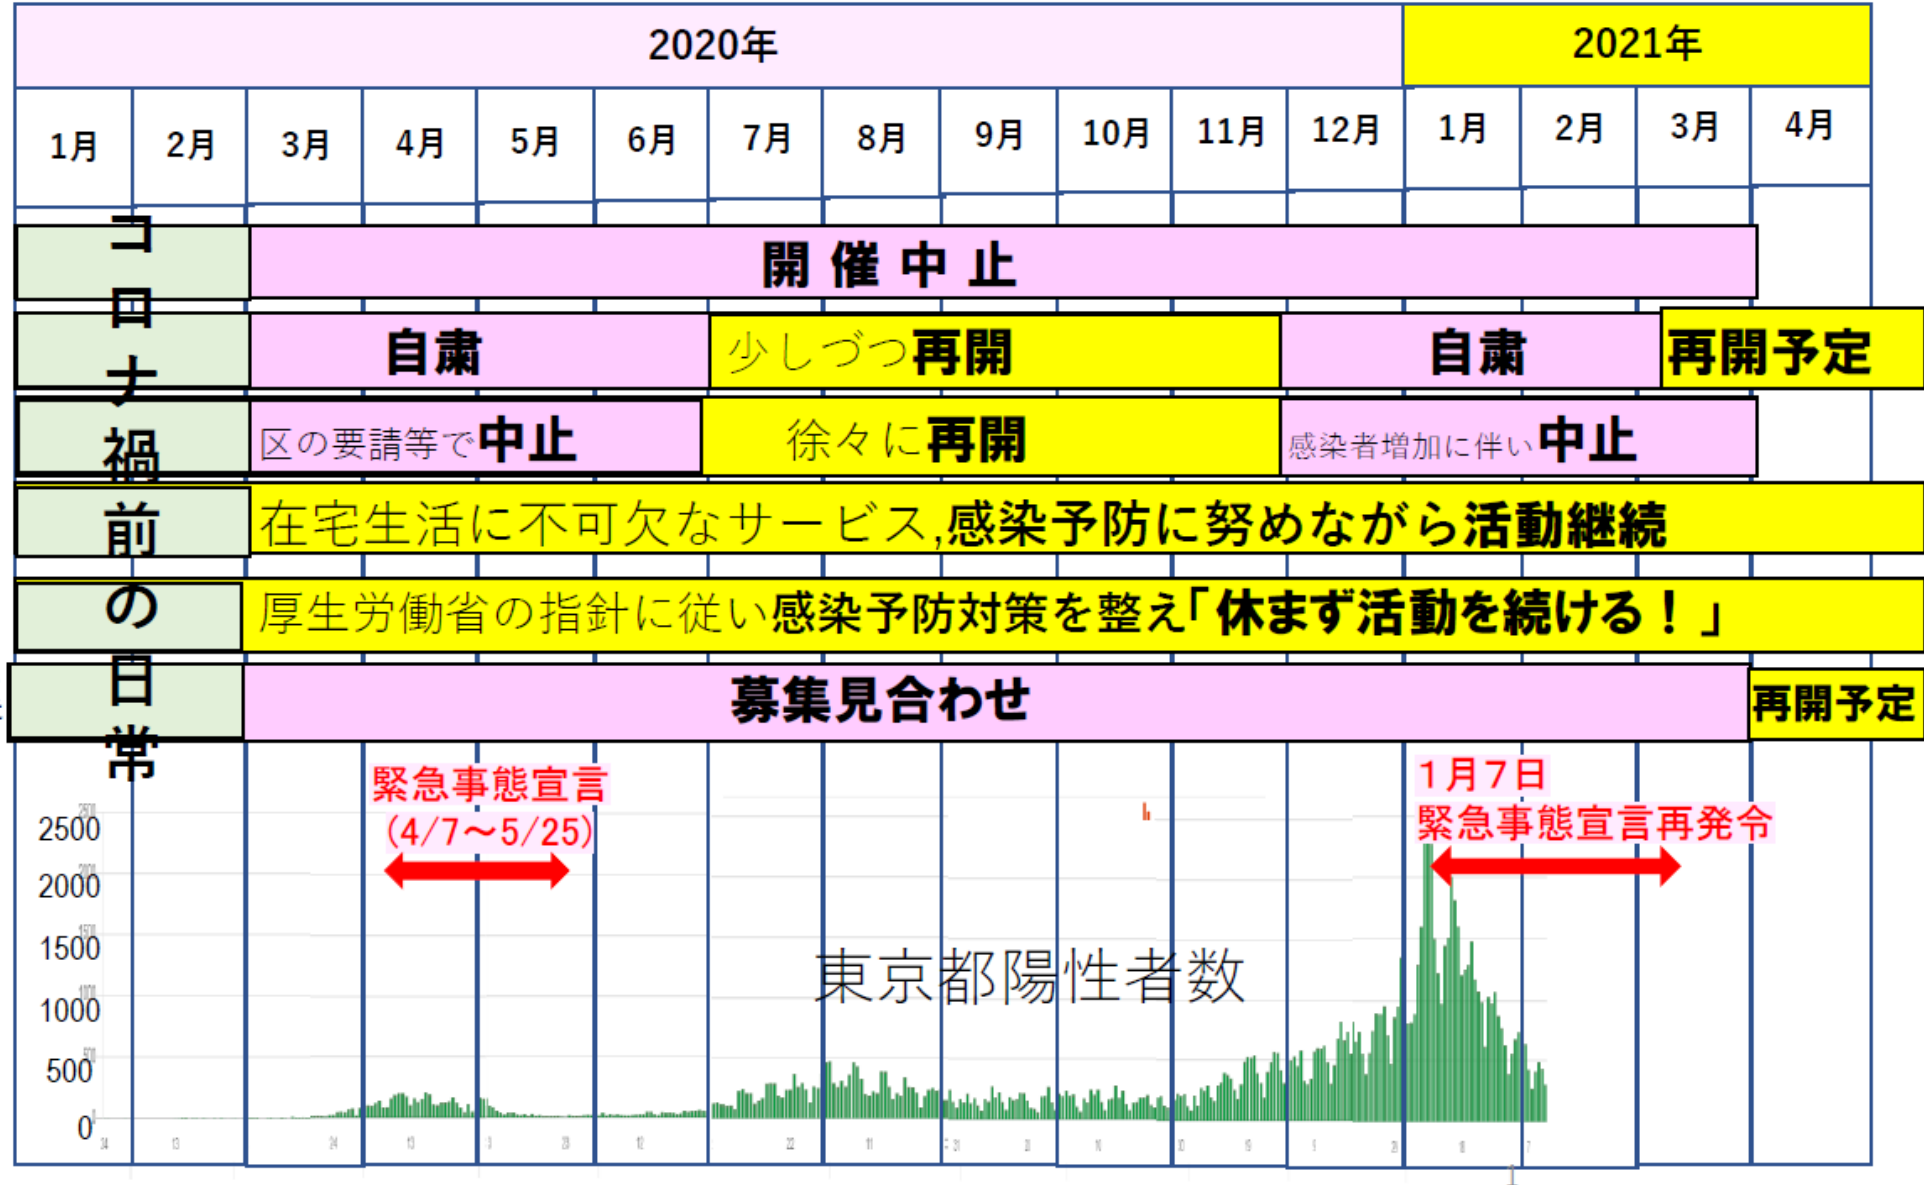 2020年
2021年
1月 2月 3月 4月 5月 6月 7月 8月 9月 10月 11月 12月 1月 2月 3月 4月
コロナ禍前の日常
開催中止
自粛
少しづつ再開
自粛
再開予定
区の要請等で中止
徐々に再開
感染者増加に伴い中止
在宅生活に不可欠なサービス,感染予防に努めながら活動継続
厚生労働省の指針に従い感染予防対策を整え「休まず活動を続ける！」
募集見合わせ
再開予定
緊急事態宣言
(4/7～5/25)
1月7日
緊急事態宣言再発令
東京都陽性者数
2500
2000
1500
1000
500
0